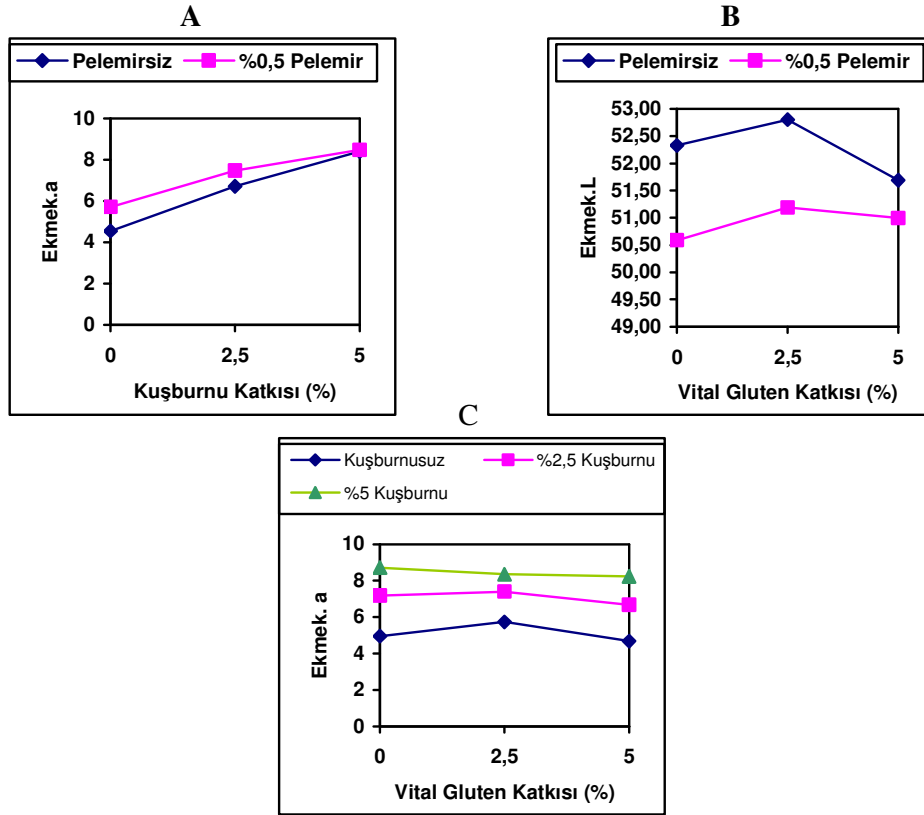 A
Pelemirsiz %0,5 Pelemir
10
8
6
4
2
0
0 2,5 5
Ekmek.a
Kuşburnu Katkısı (%)
B
Pelemirsiz %0,5 Pelemir
53,00
52,50
52,00
51,50
51,00
50,50
50,00
49,50
49,00
0 2,5 5
Ekmek.L
Vital Gluten Katkısı (%)
C
Kuşburnusuz %2,5 Kuşburnu
%5 Kuşburnu
10
8
6
4
2
0
0 2,5 5
Ekmek. a
Vital Gluten Katkısı (%)